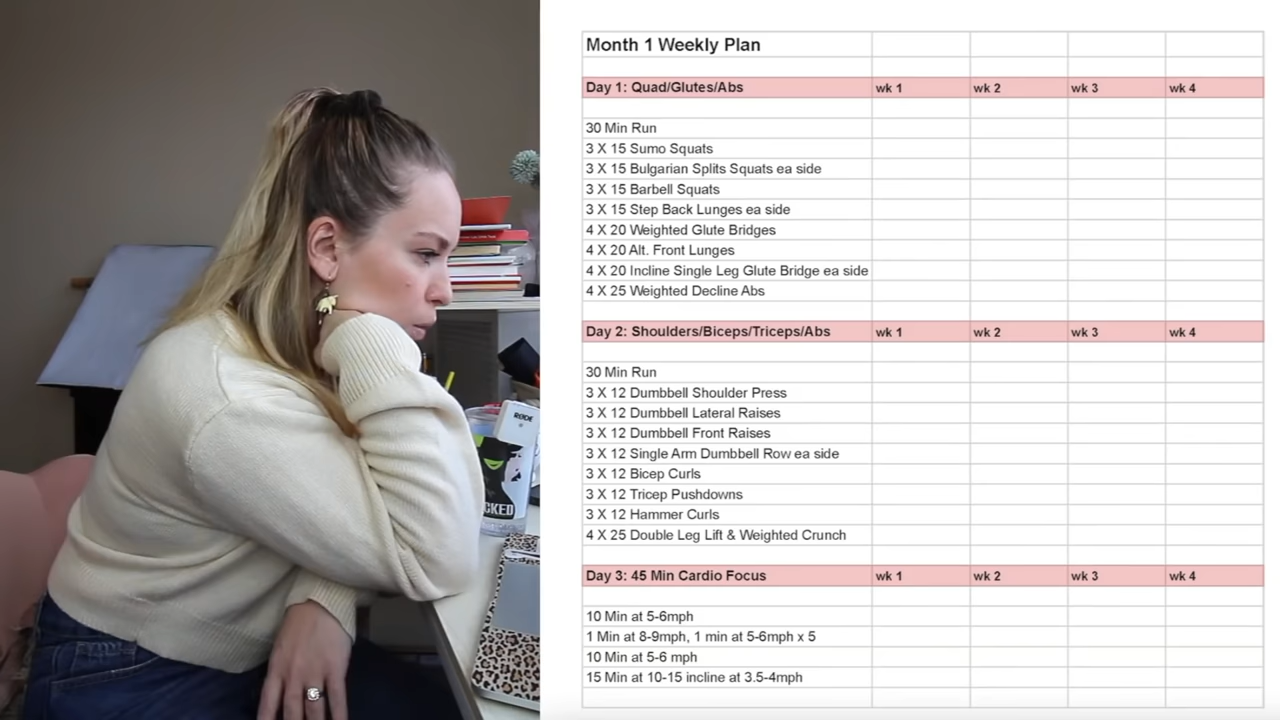 Month 1 Weekly Plan
Day 1: Quad/Glutes/Abs wk 1 wk 2 wk 3 wk 4
30 Min Run
3 X 15 Sumo Squats
3 X 15 Bulgarian Splits Squats ea side
3 X 15 Barbell Squats
3 X 15 Step Back Lunges ea side
4 X 20 Weighted Glute Bridges
4 X 20 Alt. Front Lunges
4 X 20 Incline Single Leg Glute Bridge ea side
4 X 25 Weighted Decline Abs
Day 2: Shoulders/Biceps/Triceps/Abs wk 1 wk 2 wk 3 wk 4
30 Min Run
3 X 12 Dumbbell Shoulder Press
3 X 12 Dumbbell Lateral Raises
3 X 12 Dumbbell Front Raises
3 X 12 Single Arm Dumbbell Row ea side
3 X 12 Bicep Curls
3 X 12 Tricep Pushdowns
3 X 12 Hammer Curls
4 X 25 Double Leg Lift & Weighted Crunch
Day 3: 45 Min Cardio Focus wk 1 wk 2 wk 3 wk 4
10 Min at 5-6mph
1 Min at 8-9mph, 1 min at 5-6mph x 5
10 Min at 5-6 mph
15 Min at 10-15 incline at 3.5-4mph
RØDE
CKED